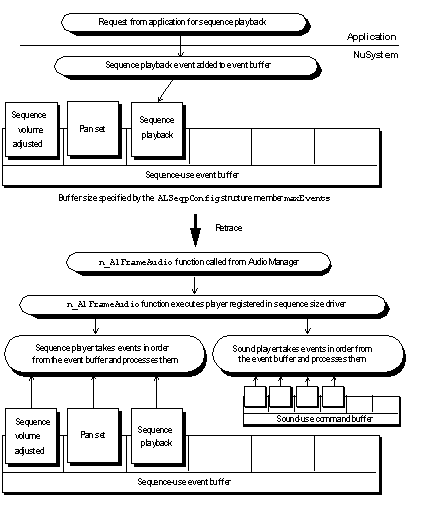 Request from application for sequence playback
Application
NuSystem
Sequence playback event added to event buffer
Sequence
volume
adjusted
Pan set
Sequence
playback
Sequence-use event buffer
Buffer size specified by the ALSeqpConfig structure member maxEvents
Retrace
n_AlFrameAudio function called from Audio Manager
n_AlFrameAudio function executes player registered in sequence size driver
Sequence player takes events in order
from the event buffer and processes them
Sound player takes events in order from
the event buffer and processes them
Sequence
volume
adjusted
Pan set
Sequence
playback
Sound-use command buffer
Sequence-use event buffer